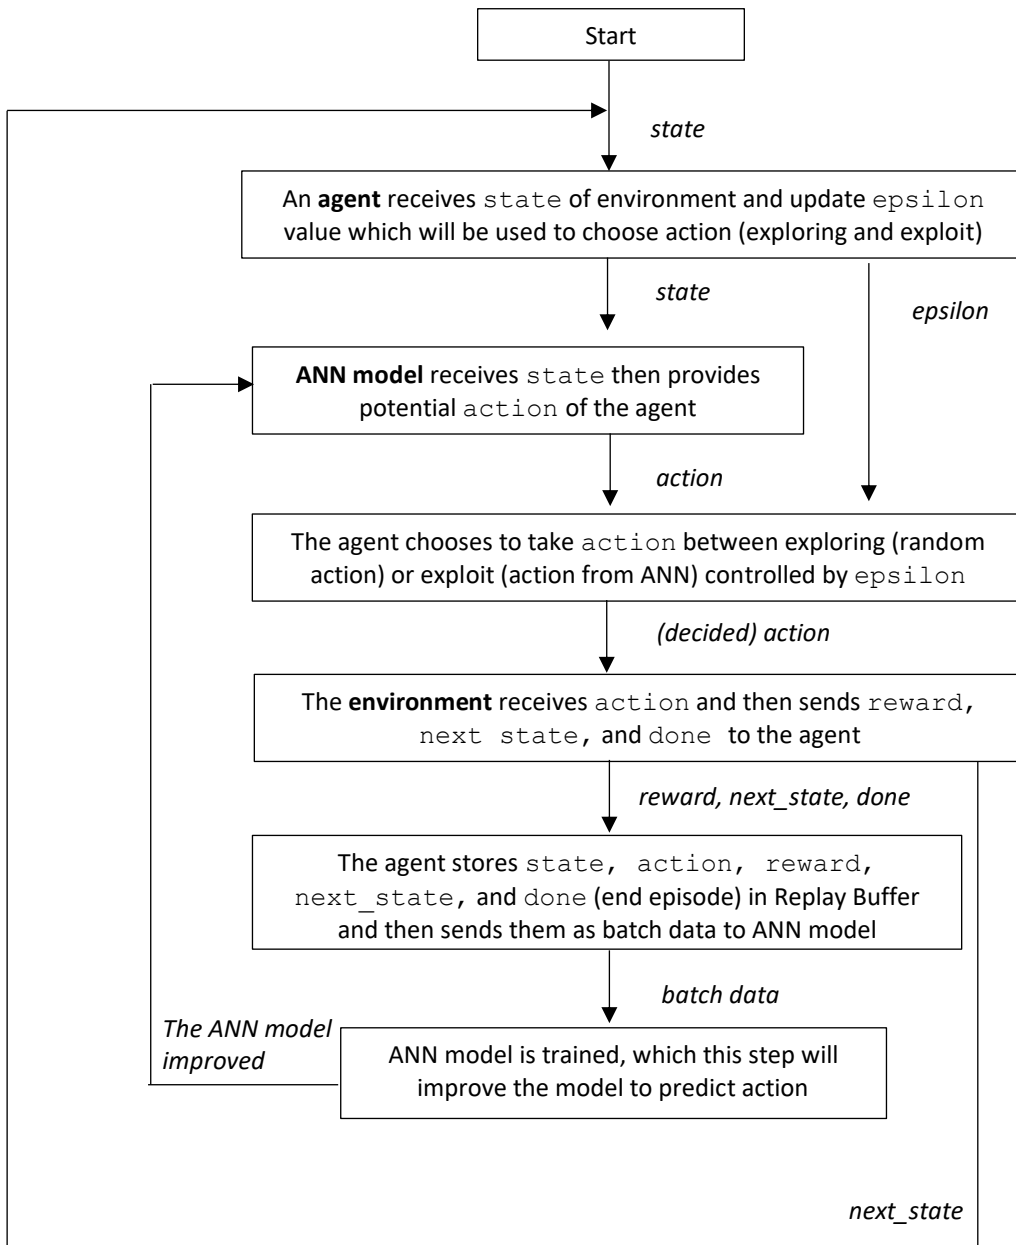 Start
state
An agent receives state of environment and update epsilon
value which will be used to choose action (exploring and exploit)
state
epsilon
ANN model receives state then provides
potential action of the agent
action
The agent chooses to take action between exploring (random
action) or exploit (action from ANN) controlled by epsilon
(decided) action
The environment receives action and then sends reward,
next state, and done to the agent
reward, next_state, done
The agent stores state, action, reward,
next_state, and done (end episode) in Replay Buffer
and then sends them as batch data to ANN model
batch data
The ANN model
improved
ANN model is trained, which this step will
improve the model to predict action
next_state